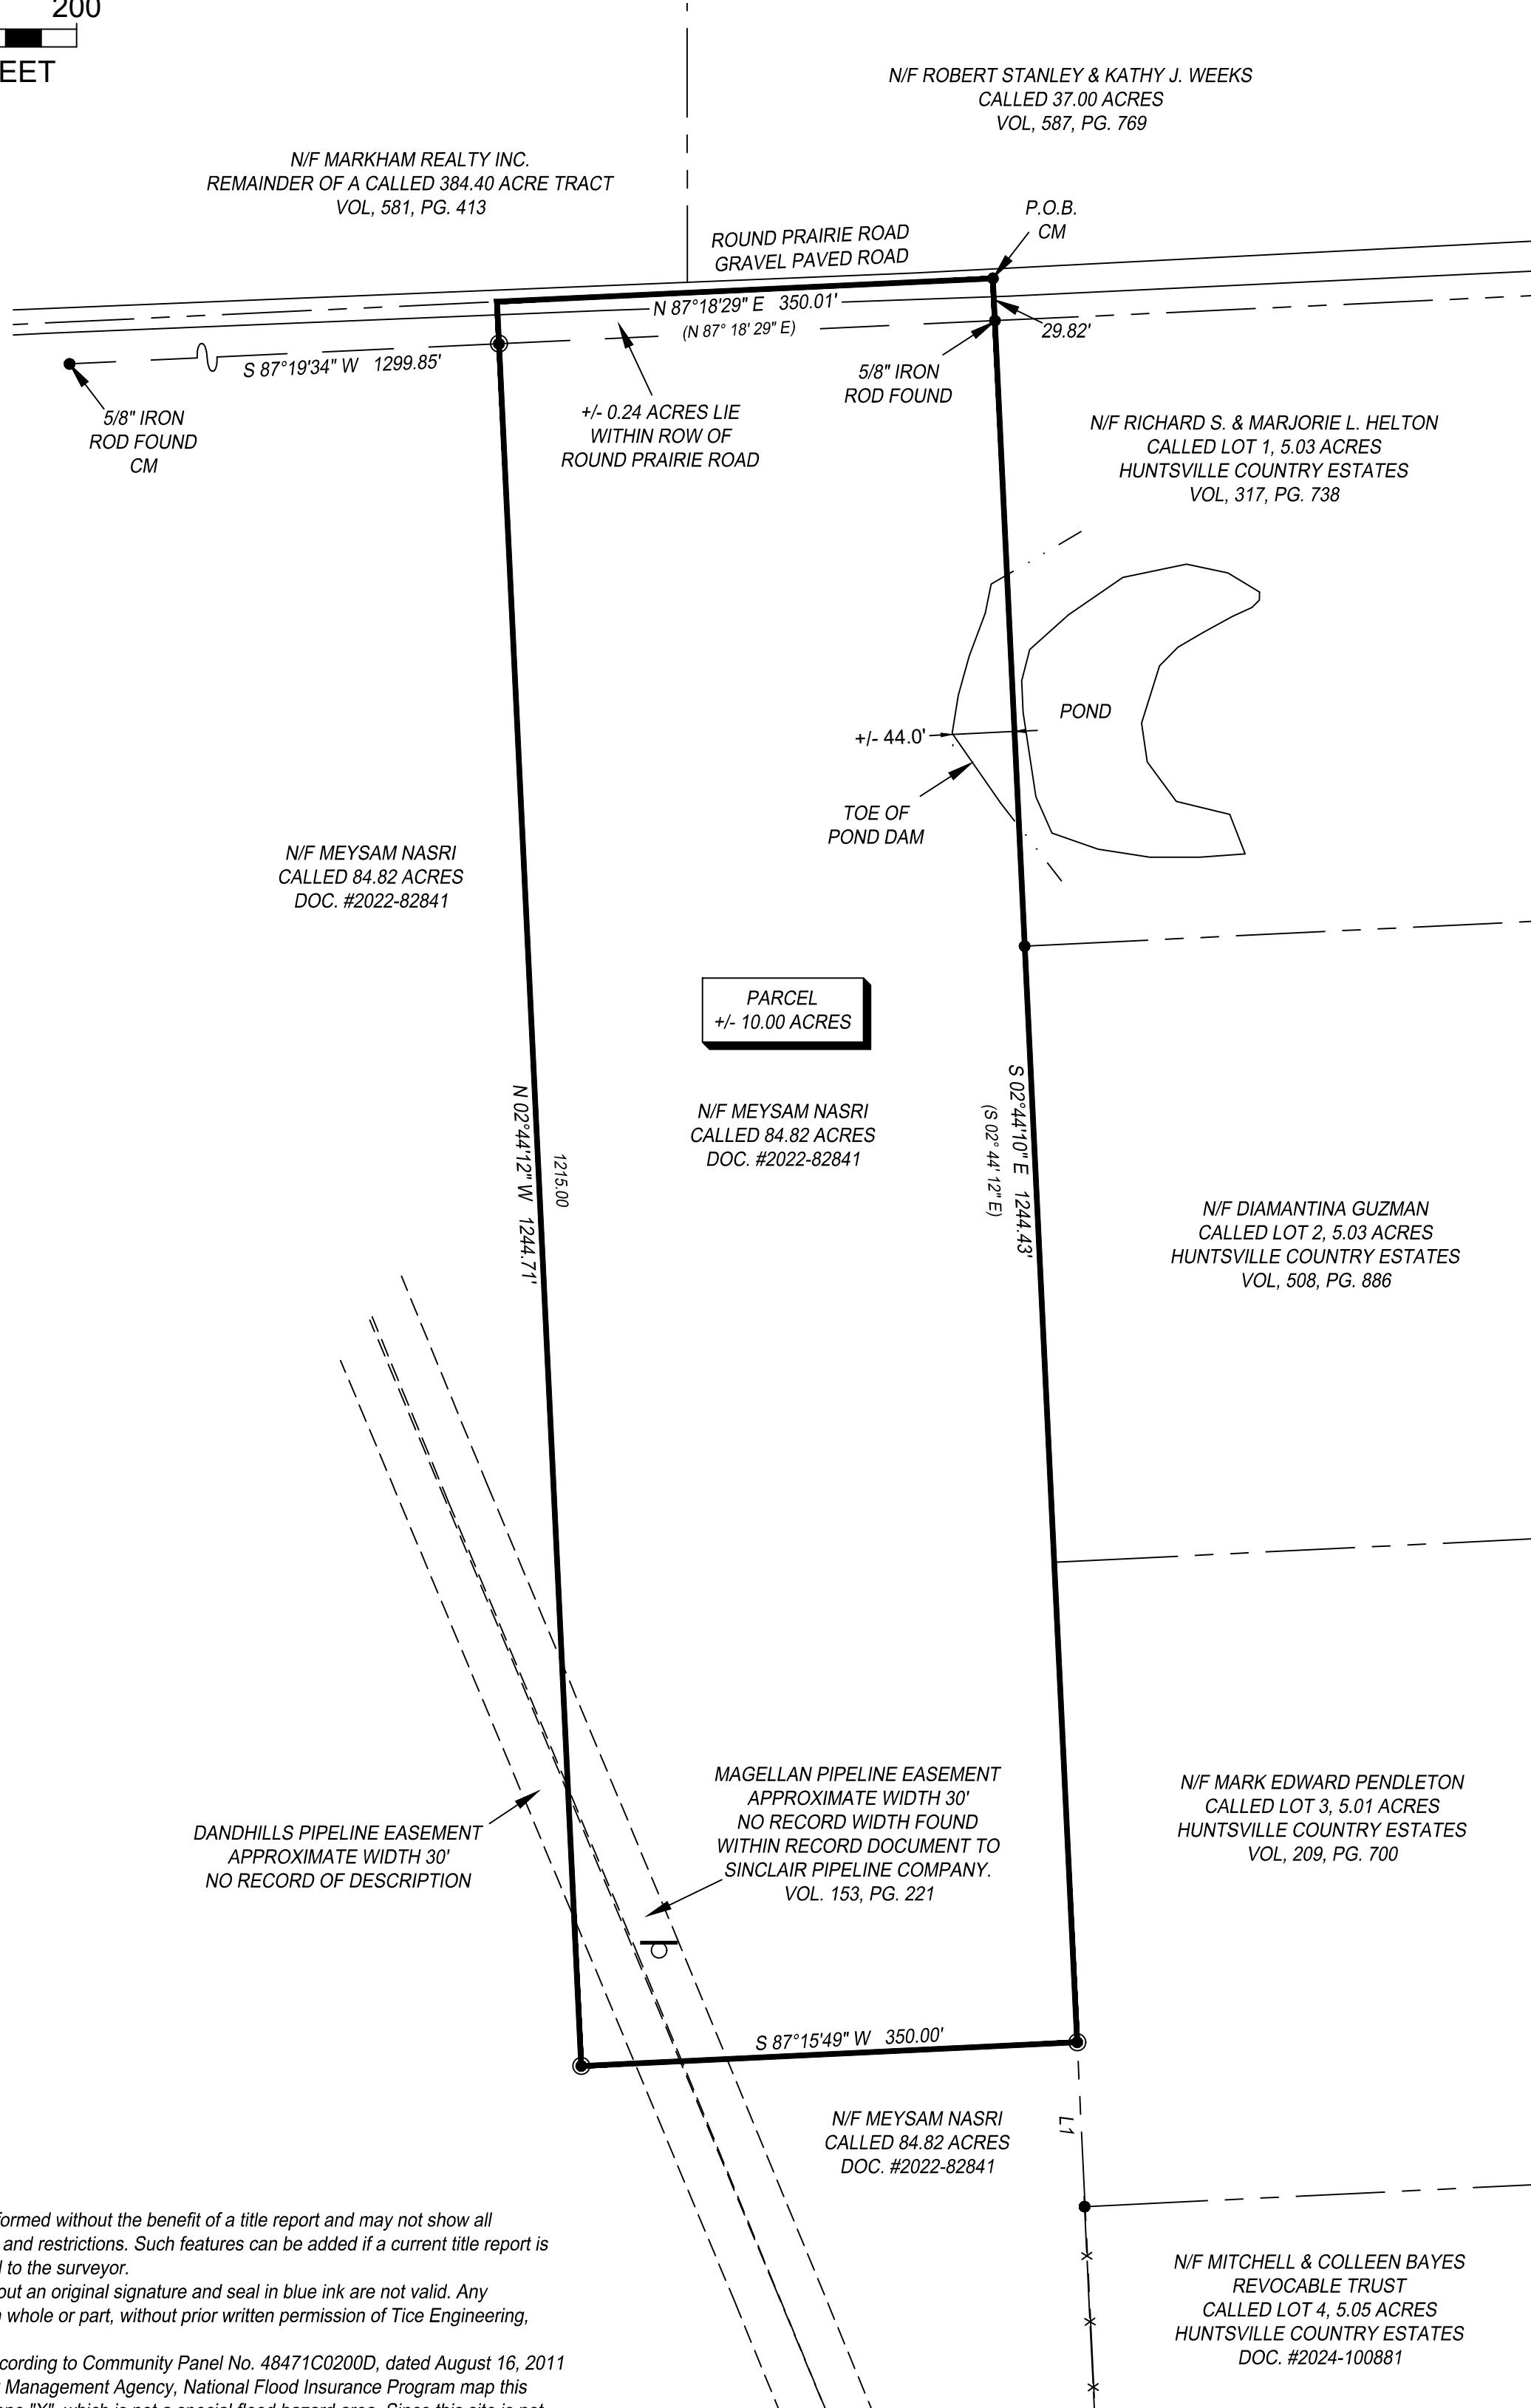 200
EET
N/F ROBERT STANLEY & KATHY J. WEEKS
CALLED 37.00 ACRES
VOL, 587, PG. 769
N/F MARKHAM REALTY INC.
REMAINDER OF A CALLED 384.40 ACRE TRACT
VOL, 581, PG. 413
P.O.B.
CM
ROUND PRAIRIE ROAD
GRAVEL PAVED ROAD
N 87°18'29" E 350.01'
(N 87° 18' 29" E)
29.82'
S 87°19'34" W 1299.85'
5/8" IRON
ROD FOUND
CM
5/8" IRON
ROD FOUND
+/- 0.24 ACRES LIE
WITHIN ROW OF
ROUND PRAIRIE ROAD
N/F RICHARD S. & MARJORIE L. HELTON
CALLED LOT 1, 5.03 ACRES
HUNTSVILLE COUNTRY ESTATES
VOL, 317, PG. 738
POND
+/- 44.0'
TOE OF
POND DAM
N/F MEYSAM NASRI
CALLED 84.82 ACRES
DOC. #2022-82841
PARCEL
+/- 10.00 ACRES
N/F MEYSAM NASRI
CALLED 84.82 ACRES
DOC. #2022-82841
N 02°44'12" W 1244.71'
1215.00
S 02°44'10" E 1244.43'
(S 02° 44' 12" E)
N/F DIAMANTINA GUZMAN
CALLED LOT 2, 5.03 ACRES
HUNTSVILLE COUNTRY ESTATES
VOL, 508, PG. 886
N/F MARK EDWARD PENDLETON
CALLED LOT 3, 5.01 ACRES
HUNTSVILLE COUNTRY ESTATES
VOL, 209, PG. 700
MAGELLAN PIPELINE EASEMENT
APPROXIMATE WIDTH 30'
NO RECORD WIDTH FOUND
WITHIN RECORD DOCUMENT TO
SINCLAIR PIPELINE COMPANY.
VOL. 153, PG. 221
DANDHILLS PIPELINE EASEMENT
APPROXIMATE WIDTH 30'
NO RECORD OF DESCRIPTION
S 87°15'49" W 350.00'
N/F MEYSAM NASRI
CALLED 84.82 ACRES
DOC. #2022-82841
L1
N/F MITCHELL & COLLEEN BAYES
REVOCABLE TRUST
CALLED LOT 4, 5.05 ACRES
HUNTSVILLE COUNTRY ESTATES
DOC. #2024-100881
formed without the benefit of a title report and may not show all
and restrictions. Such features can be added if a current title report is
to the surveyor.
out an original signature and seal in blue ink are not valid. Any
whole or part, without prior written permission of Tice Engineering,
cording to Community Panel No. 48471C0200D, dated August 16, 2011
Management Agency, National Flood Insurance Program map this
"X", which is not a special flood hazard area. Since this site is not